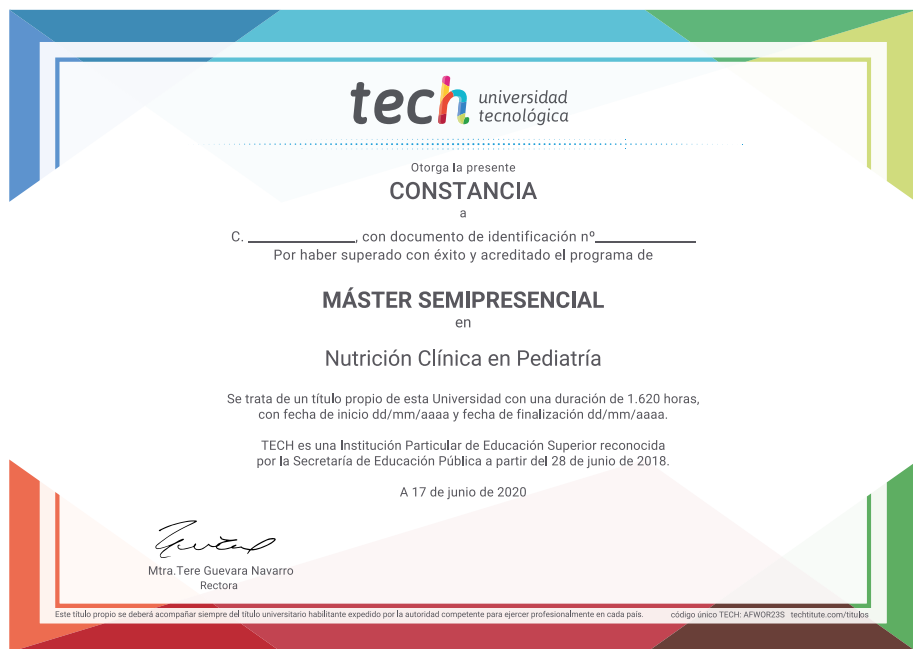 tech universidad
tecnológica
Otorga la presente
CONSTANCIA
a
C. ____________, con documento de identificación nº____________
Por haber superado con éxito y acreditado el programa de
MÁSTER SEMIPRESENCIAL
en
Nutrición Clínica en Pediatría
Se trata de un título propio de esta Universidad con una duración de 1.620 horas,
con fecha de inicio dd/mm/aaaa y fecha de finalización dd/mm/aaaa.
TECH es una Institución Particular de Educación Superior reconocida
por la Secretaría de Educación Pública a partir del 28 de junio de 2018.
A 17 de junio de 2020
Mtra.Tere Guevara Navarro
Rectora
Este título propio se deberá acompañar siempre del título universitario habilitante expedido por la autoridad competente para ejercer profesionalmente en cada país. código único TECH: AFWOR23S techtitute.com/titulos